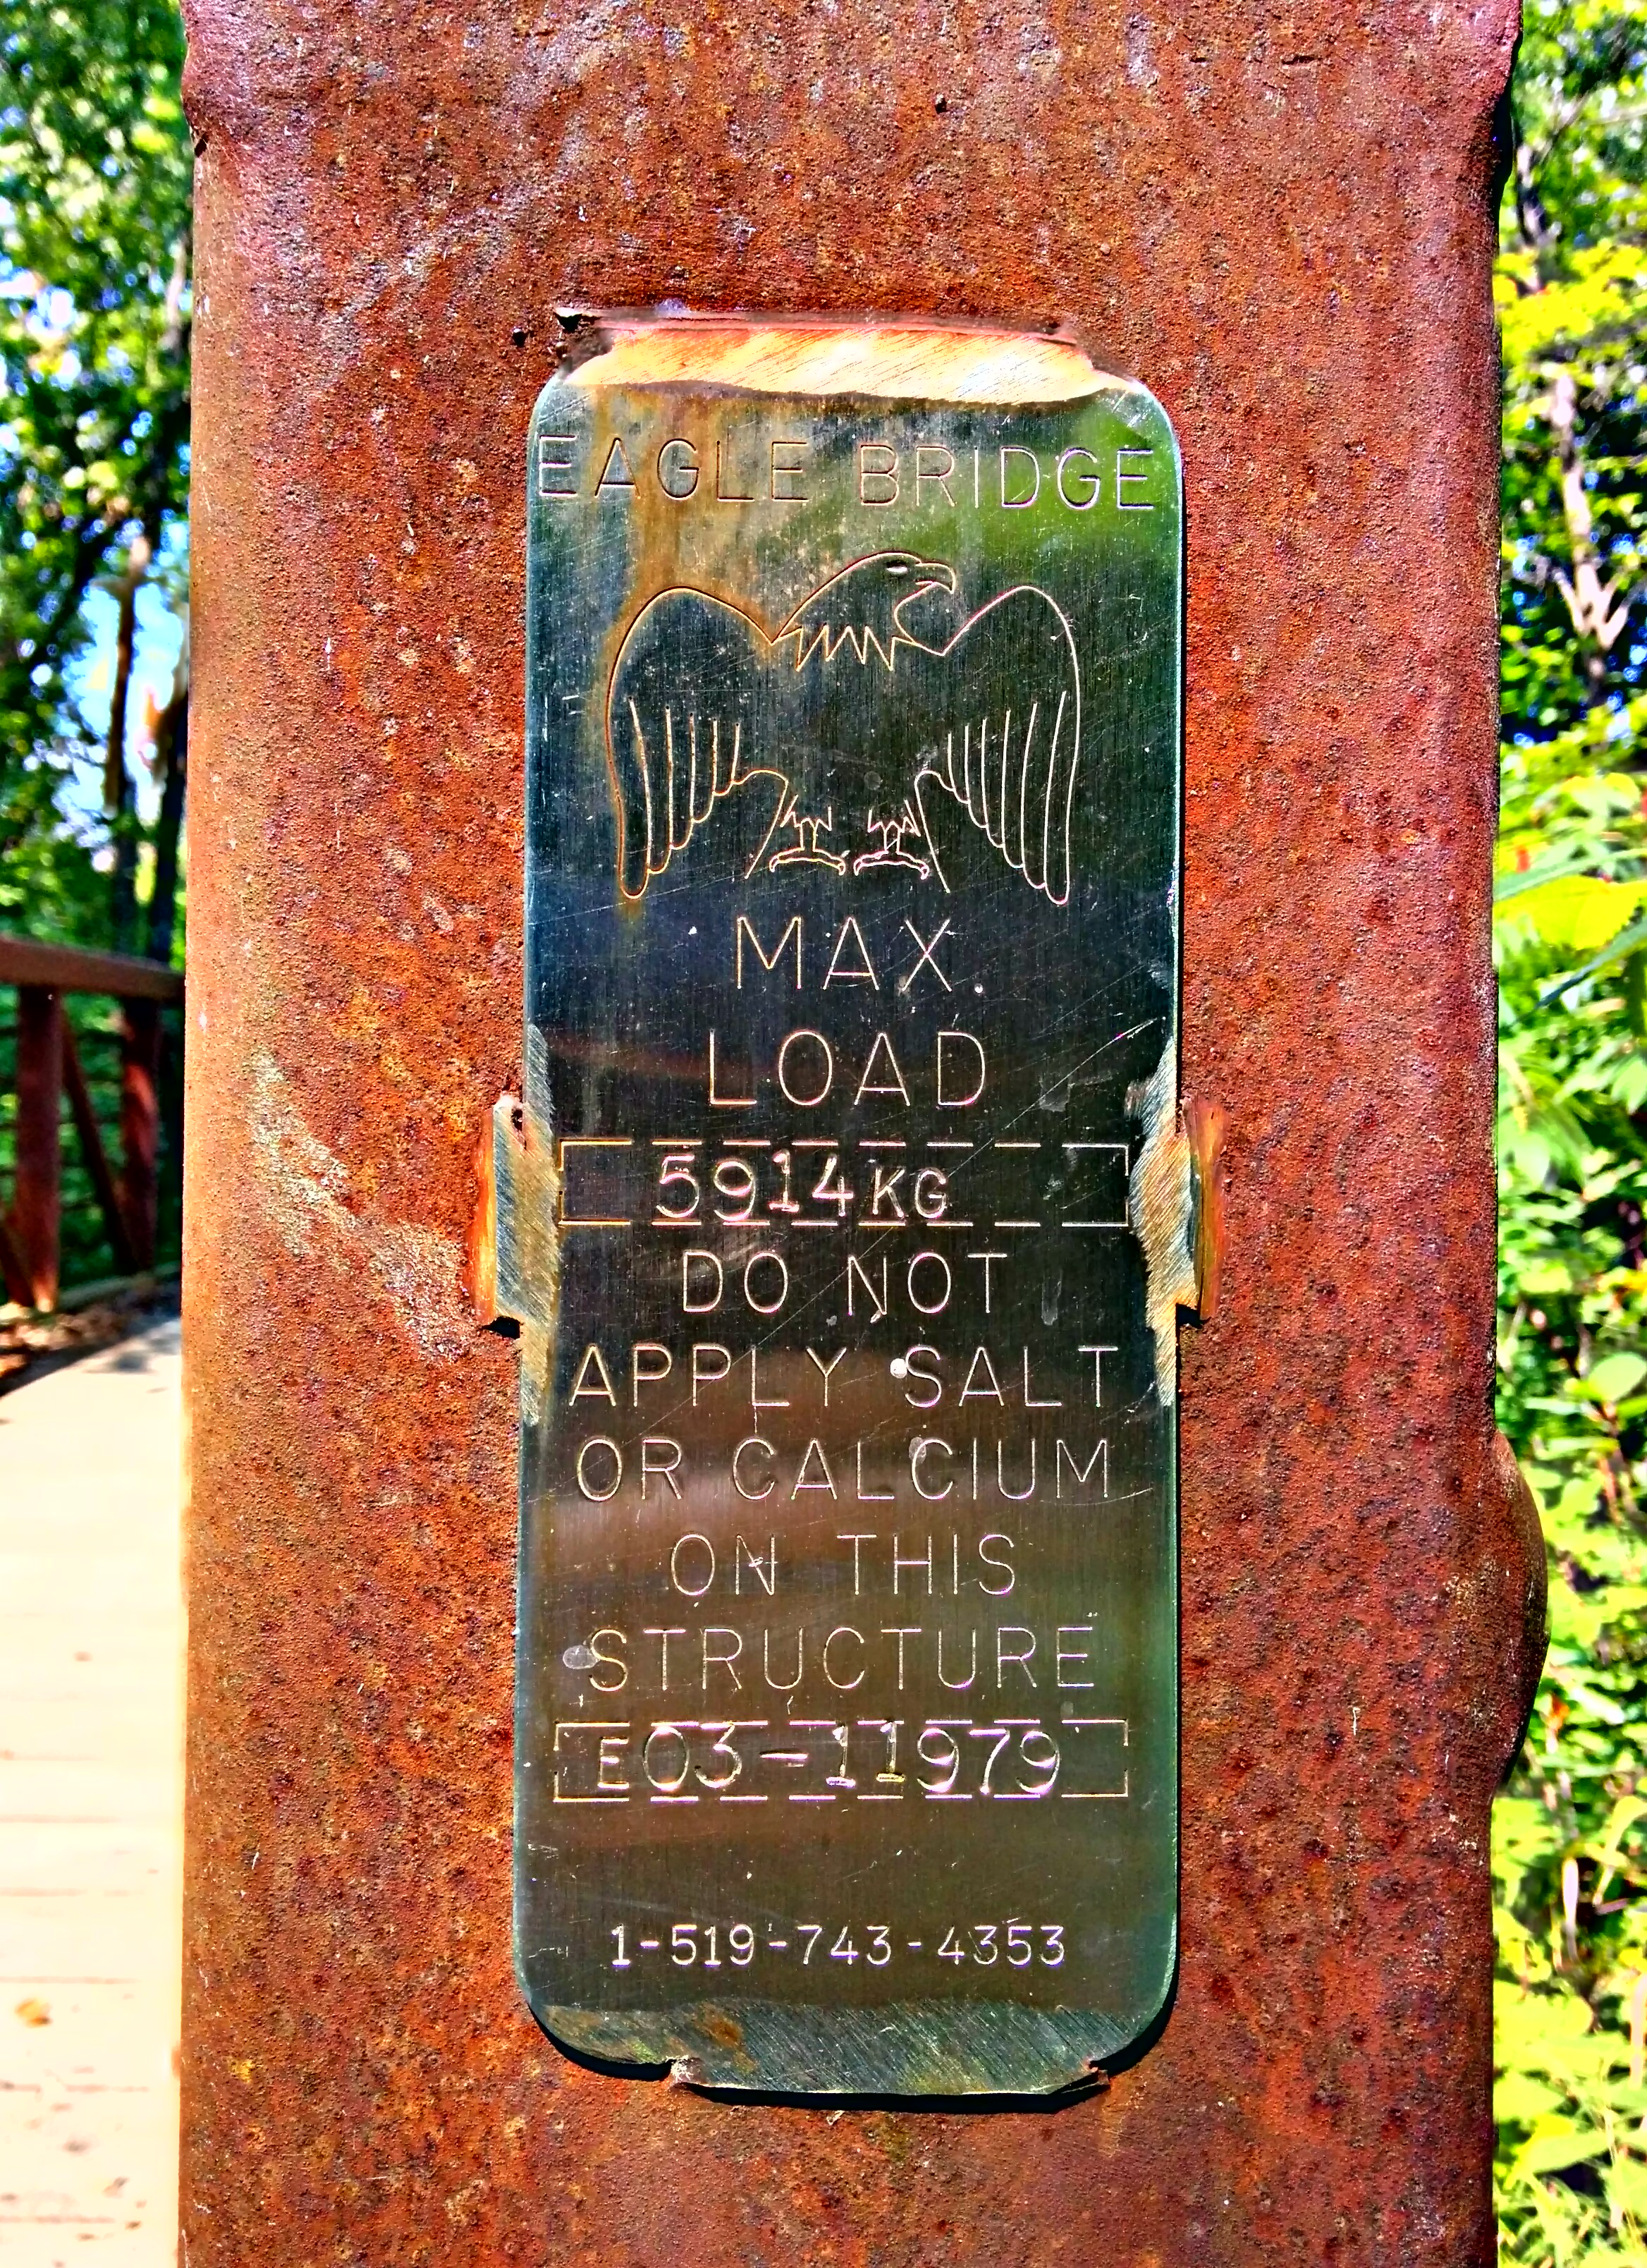 EAGLE BRIDGE
MAX
LOAD
5914KG
DO NOT
APPLY SALT
OR CALCIUM
ON THIS
STRUCTURE
E03-11979
1-519-743-4353